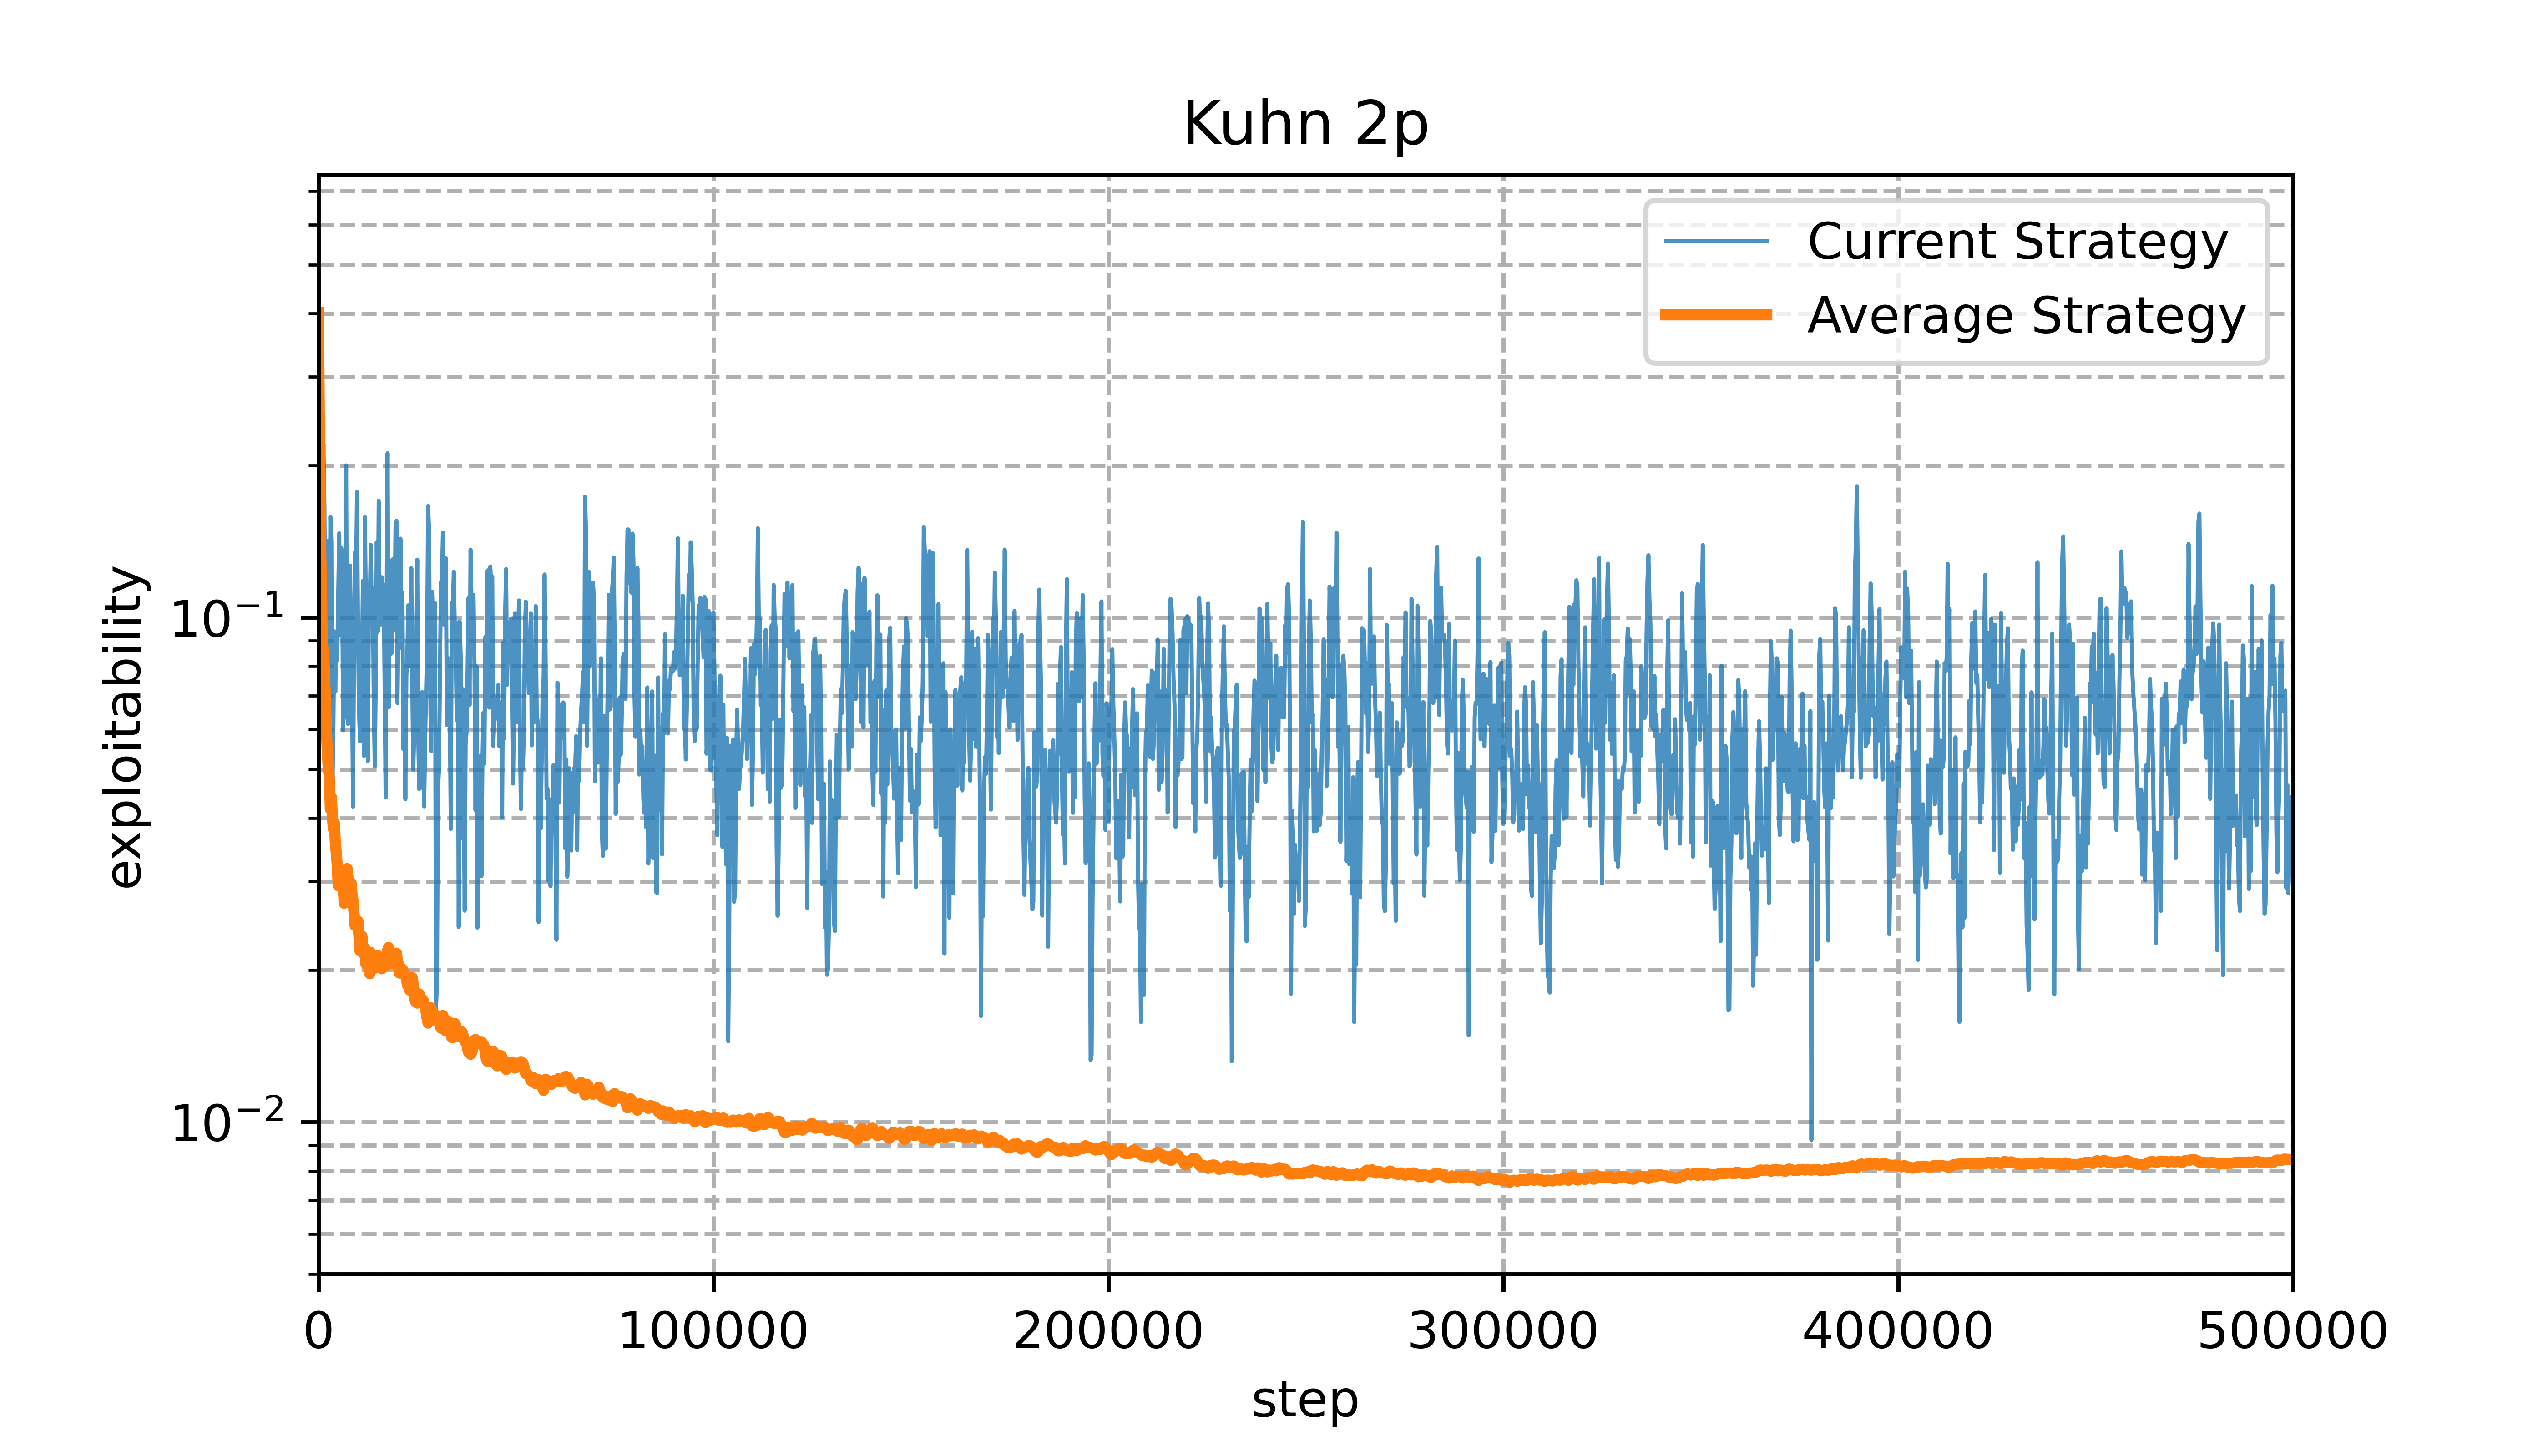 Kuhn 2p
Current Strategy
Average Strategy
exploitability
10⁻¹
10⁻²
0 100000 200000 300000 400000 500000
step